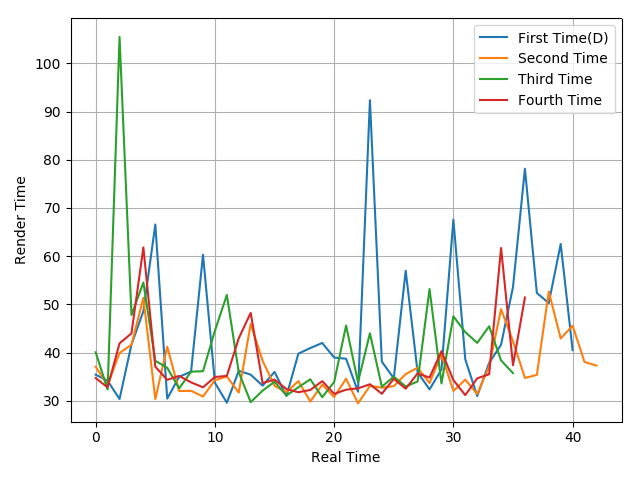 First Time(D)
Second Time
Third Time
Fourth Time
100
90
80
70
60
50
40
30
Render Time
0
10
20
30
40
Real Time